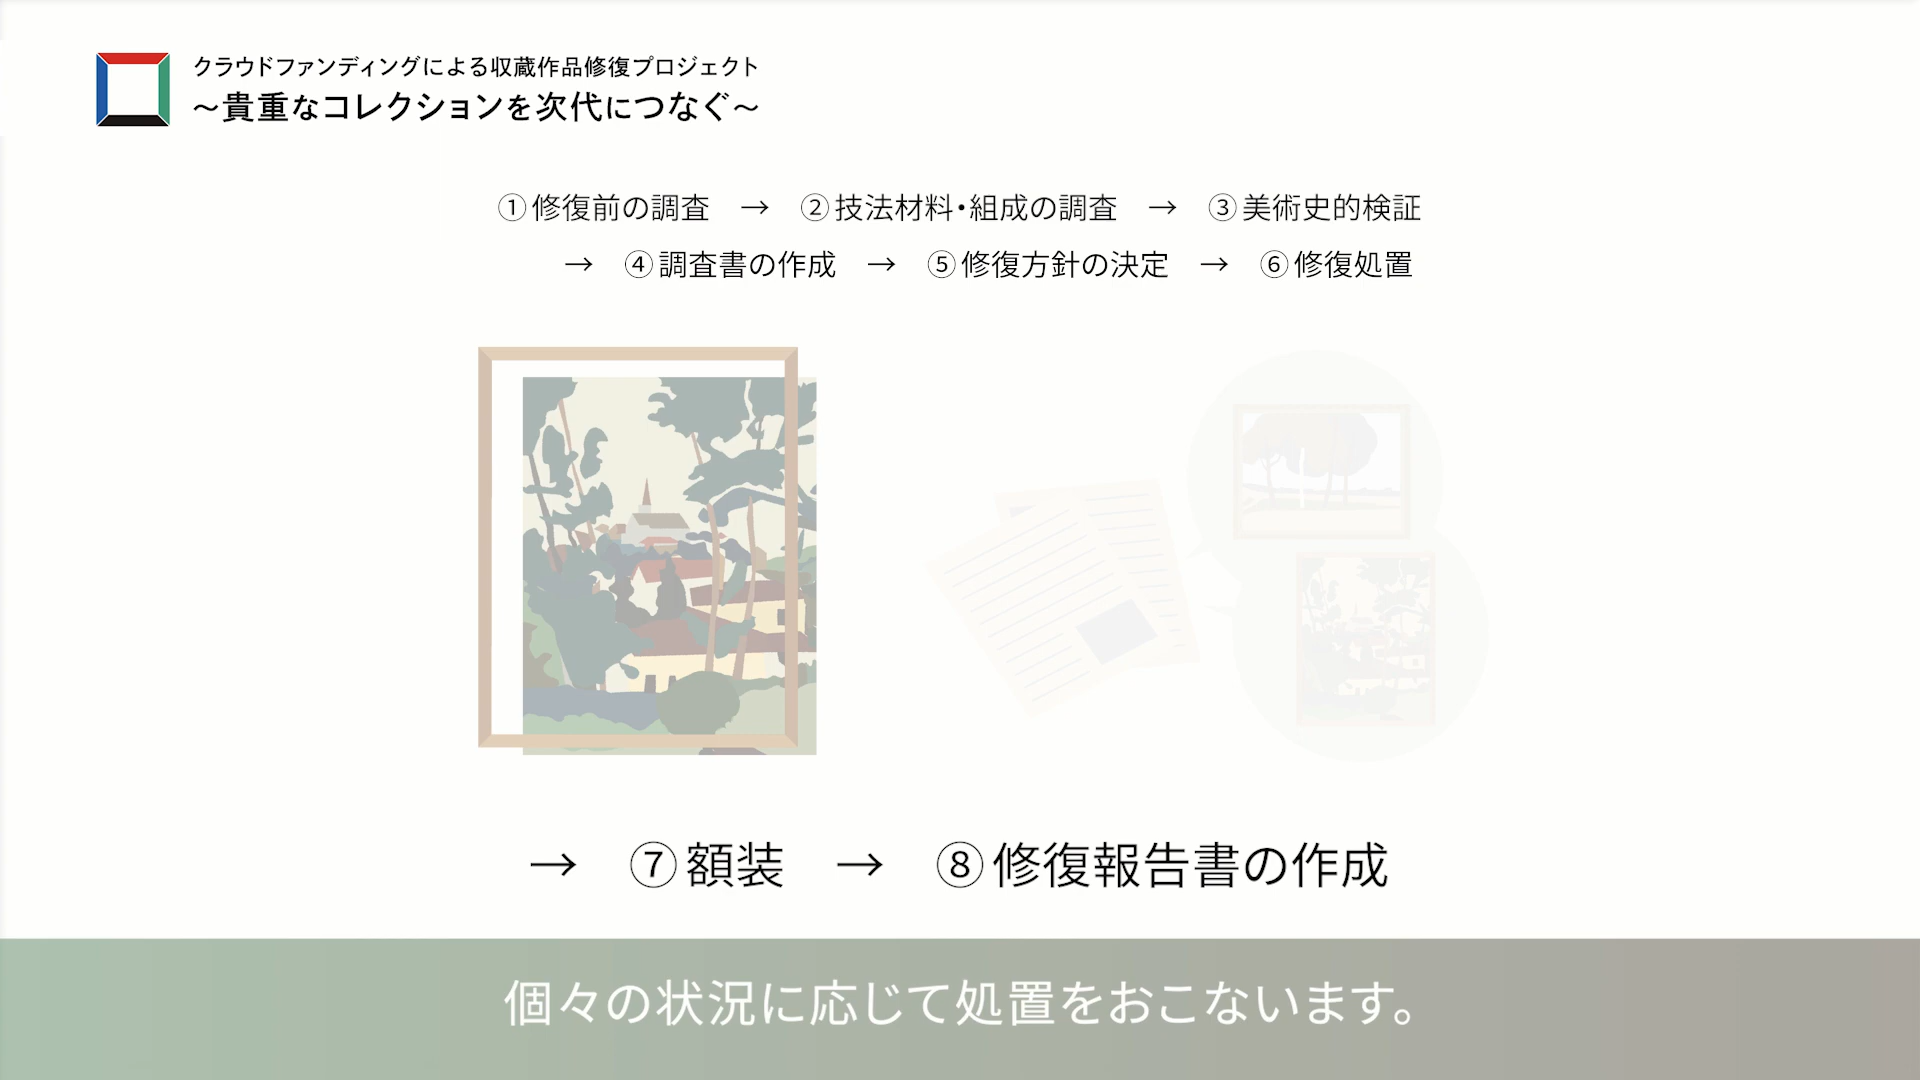 クラウドファンディングによる収蔵作品修復プロジェクト
～貴重なコレクションを次代につなぐ～
①修復前の調査　→　②技法材料・組成の調査　→　③美術史的検証
→　④調査書の作成　→　⑤修復方針の決定　→　⑥修復処置
→　⑦額装　→　⑧修復報告書の作成
個々の状況に応じて処置をおこないます。